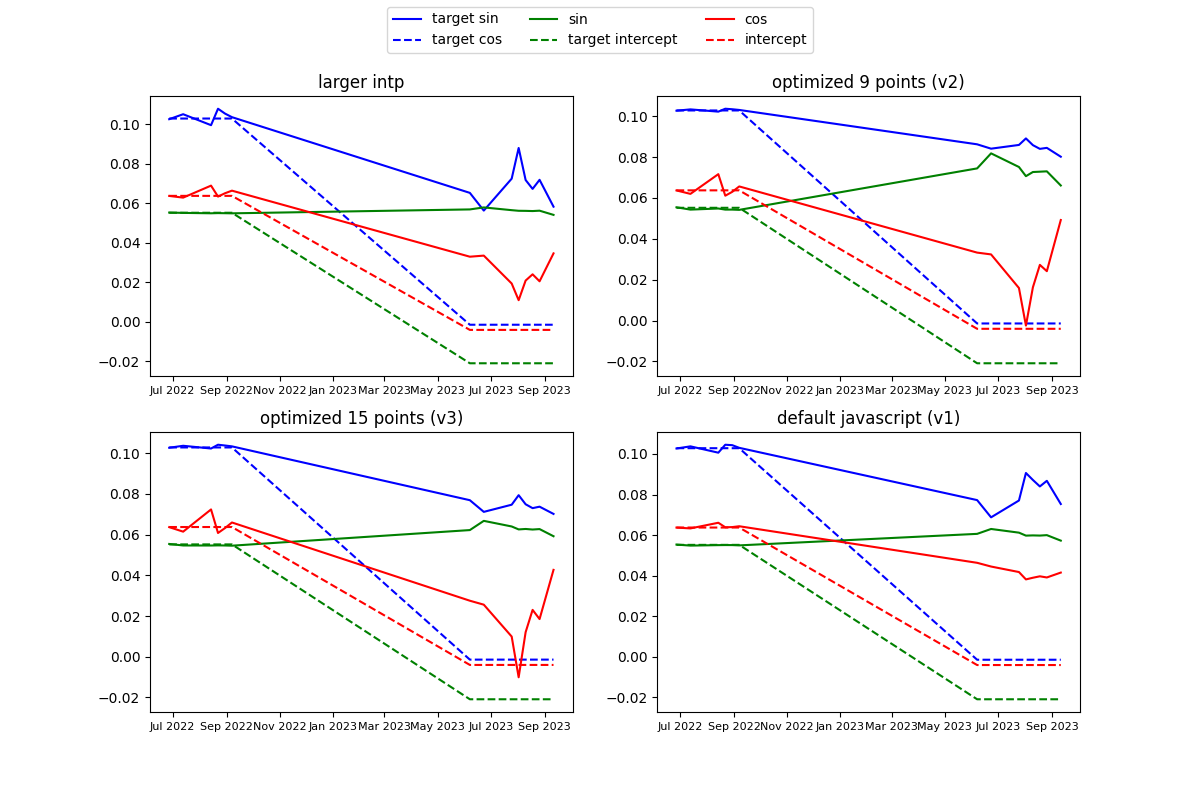 target sin sin cos
target cos target intercept intercept
larger intp
0.10
0.08
0.06
0.04
0.02
0.00
−0.02
Jul 2022 Sep 2022 Nov 2022 Jan 2023 Mar 2023 May 2023 Jul 2023 Sep 2023
optimized 9 points (v2)
0.10
0.08
0.06
0.04
0.02
0.00
−0.02
Jul 2022 Sep 2022 Nov 2022 Jan 2023 Mar 2023 May 2023 Jul 2023 Sep 2023
optimized 15 points (v3)
0.10
0.08
0.06
0.04
0.02
0.00
−0.02
Jul 2022 Sep 2022 Nov 2022 Jan 2023 Mar 2023 May 2023 Jul 2023 Sep 2023
default javascript (v1)
0.10
0.08
0.06
0.04
0.02
0.00
−0.02
Jul 2022 Sep 2022 Nov 2022 Jan 2023 Mar 2023 May 2023 Jul 2023 Sep 2023